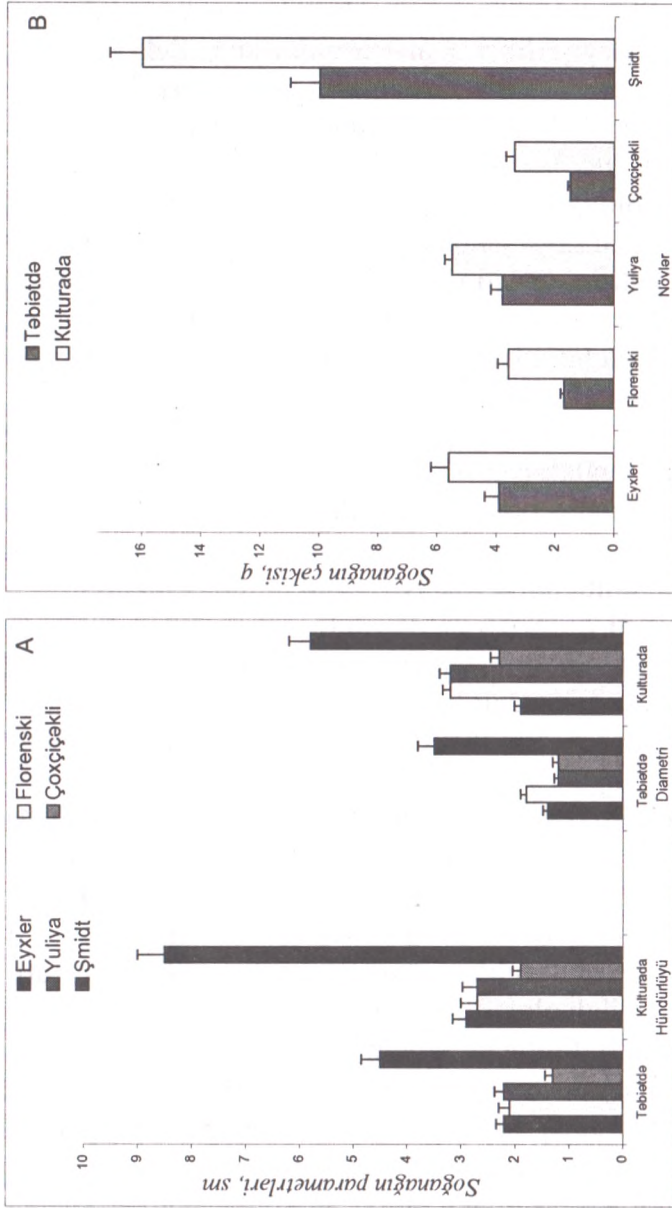 A
Eyxler
Florenski
Yuliya
Çoxçiçəkli
Şmidt
Soğanağın parametrləri, sm
10
9
8
7
6
5
4
3
2
1
0
Təbiətdə
Kulturada
Təbiətdə
Kulturada
Hündürlüyü
Diametri
B
Təbiətdə
Kulturada
Soğanağın çəkisi, q
16
14
12
10
8
6
4
2
0
Eyxler
Florenski
Yuliya
Çoxçiçəkli
Şmidt
Növlər